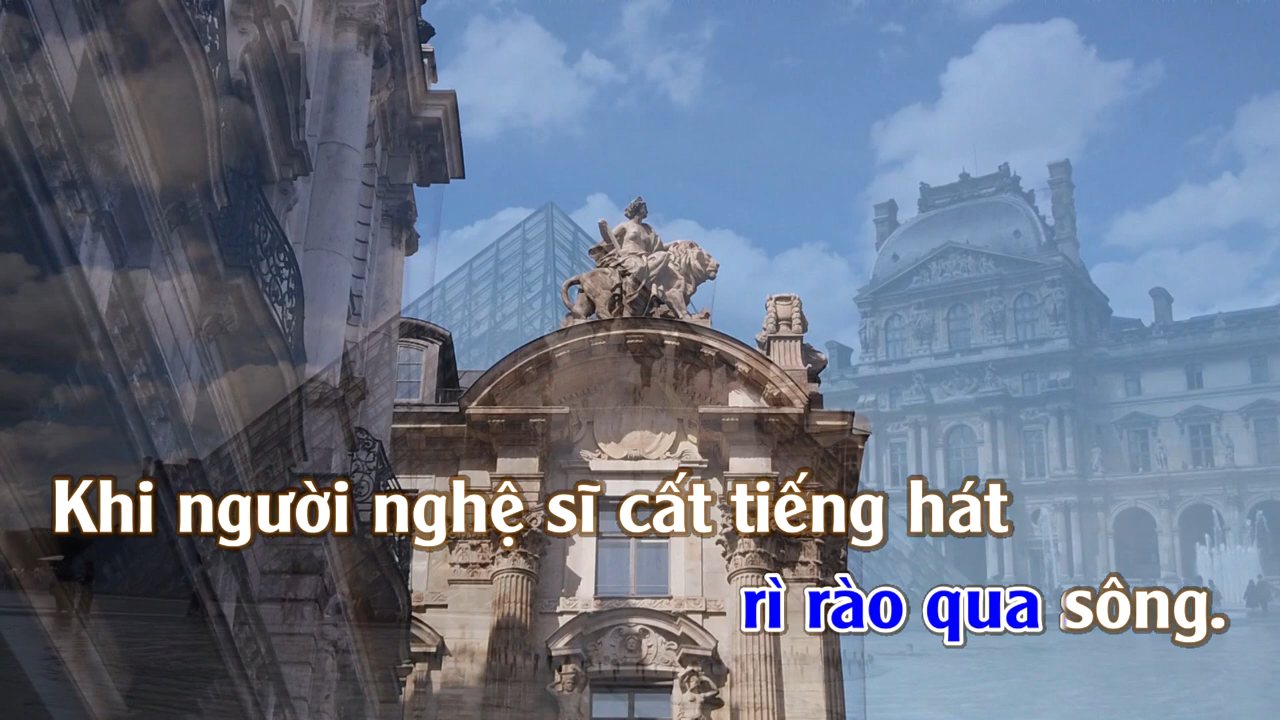 Khi người nghệ sĩ cất tiếng hát
rì rào qua sông.